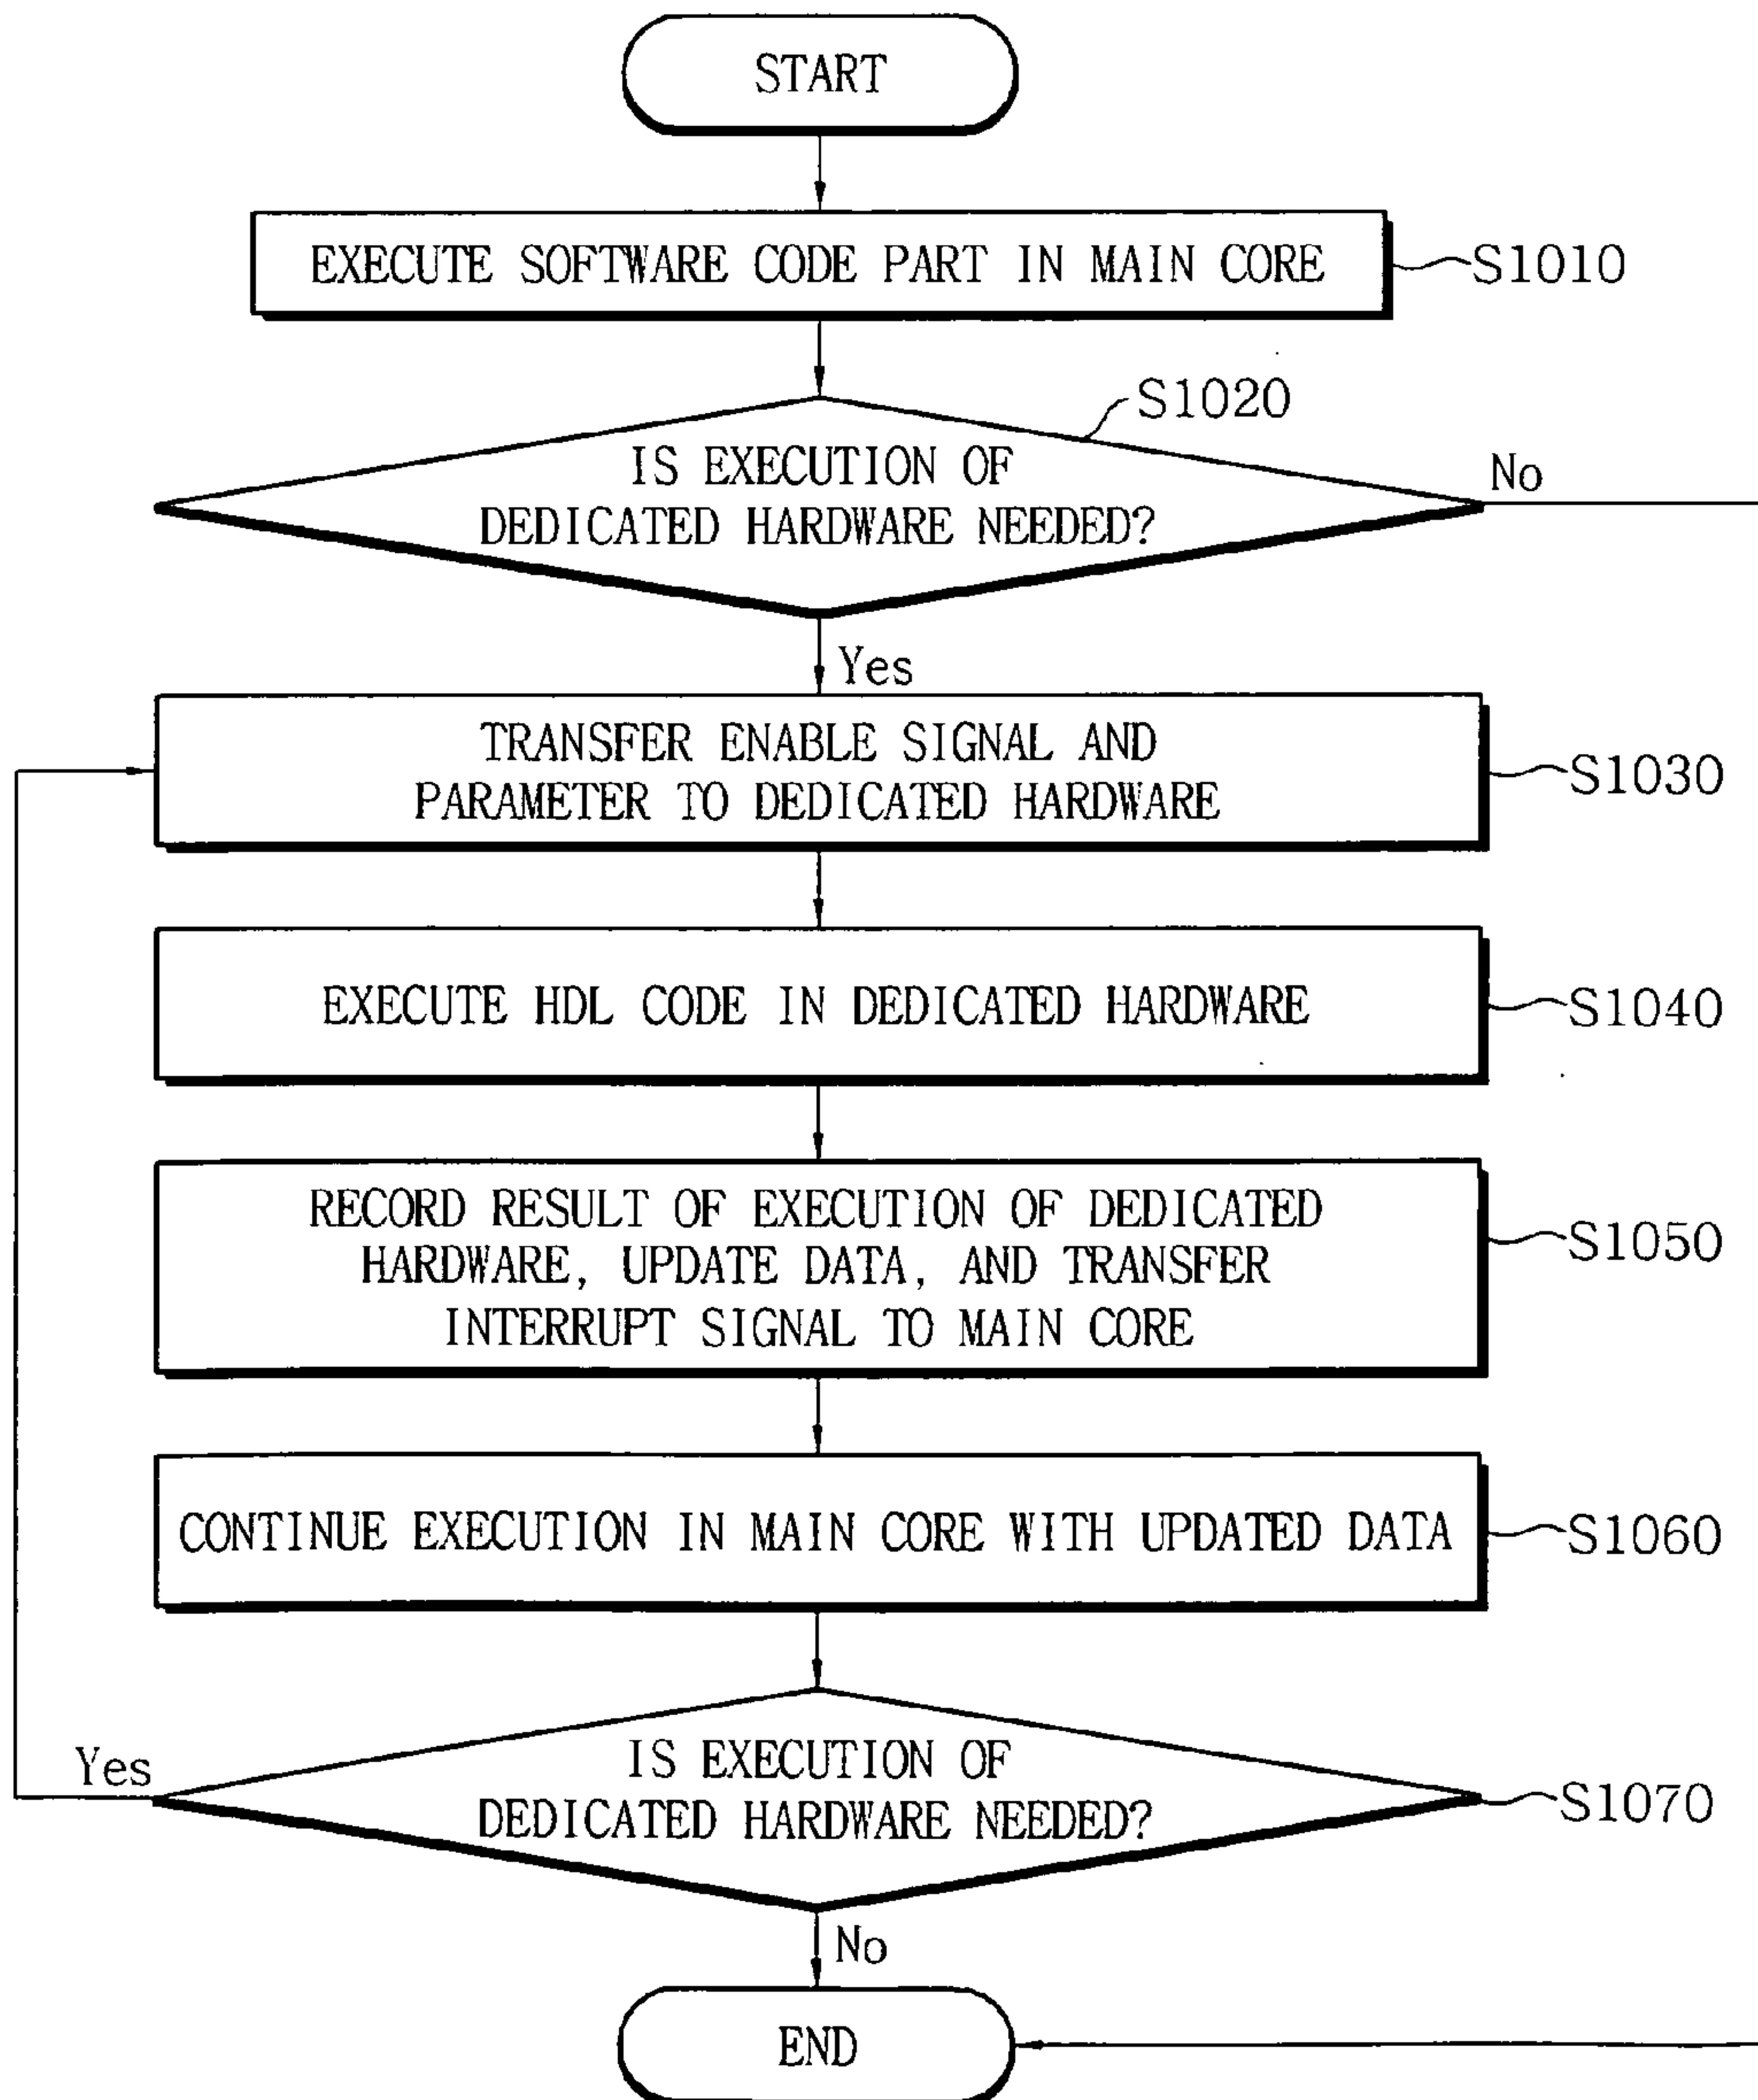 START
EXECUTE SOFTWARE CODE PART IN MAIN CORE
S1010
S1020
IS EXECUTION OF
DEDICATED HARDWARE NEEDED?
No
Yes
TRANSFER ENABLE SIGNAL AND
PARAMETER TO DEDICATED HARDWARE
S1030
EXECUTE HDL CODE IN DEDICATED HARDWARE
S1040
RECORD RESULT OF EXECUTION OF DEDICATED
HARDWARE, UPDATE DATA, AND TRANSFER
INTERRUPT SIGNAL TO MAIN CORE
S1050
CONTINUE EXECUTION IN MAIN CORE WITH UPDATED DATA
S1060
Yes
IS EXECUTION OF
DEDICATED HARDWARE NEEDED?
S1070
No
END